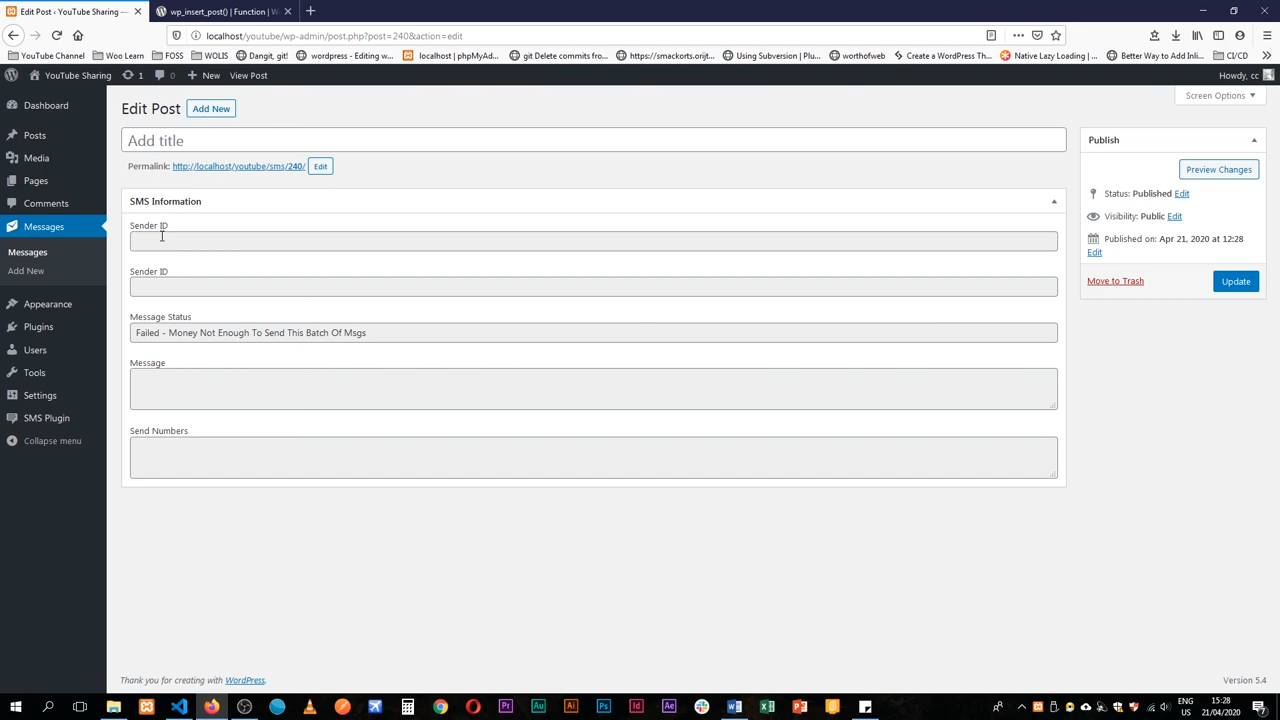 Edit Post ‹ YouTube Sharing —
wp_insert_post() | Function | W
localhost/youtube/wp-admin/post.php?post=240&action=edit
YouTube Channel
Woo Learn
FOSS
WOLIS
Dangit, git!
wordpress - Editing w...
localhost | phpMyAd...
git Delete commits fro...
https://smackorts.orijt...
Using Subversion | Plu...
worthofweb
Create a WordPress Th...
Native Lazy Loading | ...
Better Way to Add Inli...
CI/CD
YouTube Sharing
1
0
New
View Post
Howdy, cc
Screen Options
Dashboard
Posts
Media
Pages
Comments
Messages
Messages
Add New
Appearance
Plugins
Users
Tools
Settings
SMS Plugin
Collapse menu
Edit Post
Add New
Add title
Permalink: http://localhost/youtube/sms/240/
Edit
SMS Information
Sender ID
Sender ID
Message Status
Failed - Money Not Enough To Send This Batch Of Msgs
Message
Send Numbers
Publish
Preview Changes
Status: Published Edit
Visibility: Public Edit
Published on: Apr 21, 2020 at 12:28
Edit
Move to Trash
Update
Thank you for creating with WordPress.
Version 5.4
Pr
Au
Ai
Ps
Id
Ae
ENG
US
15:28
21/04/2020